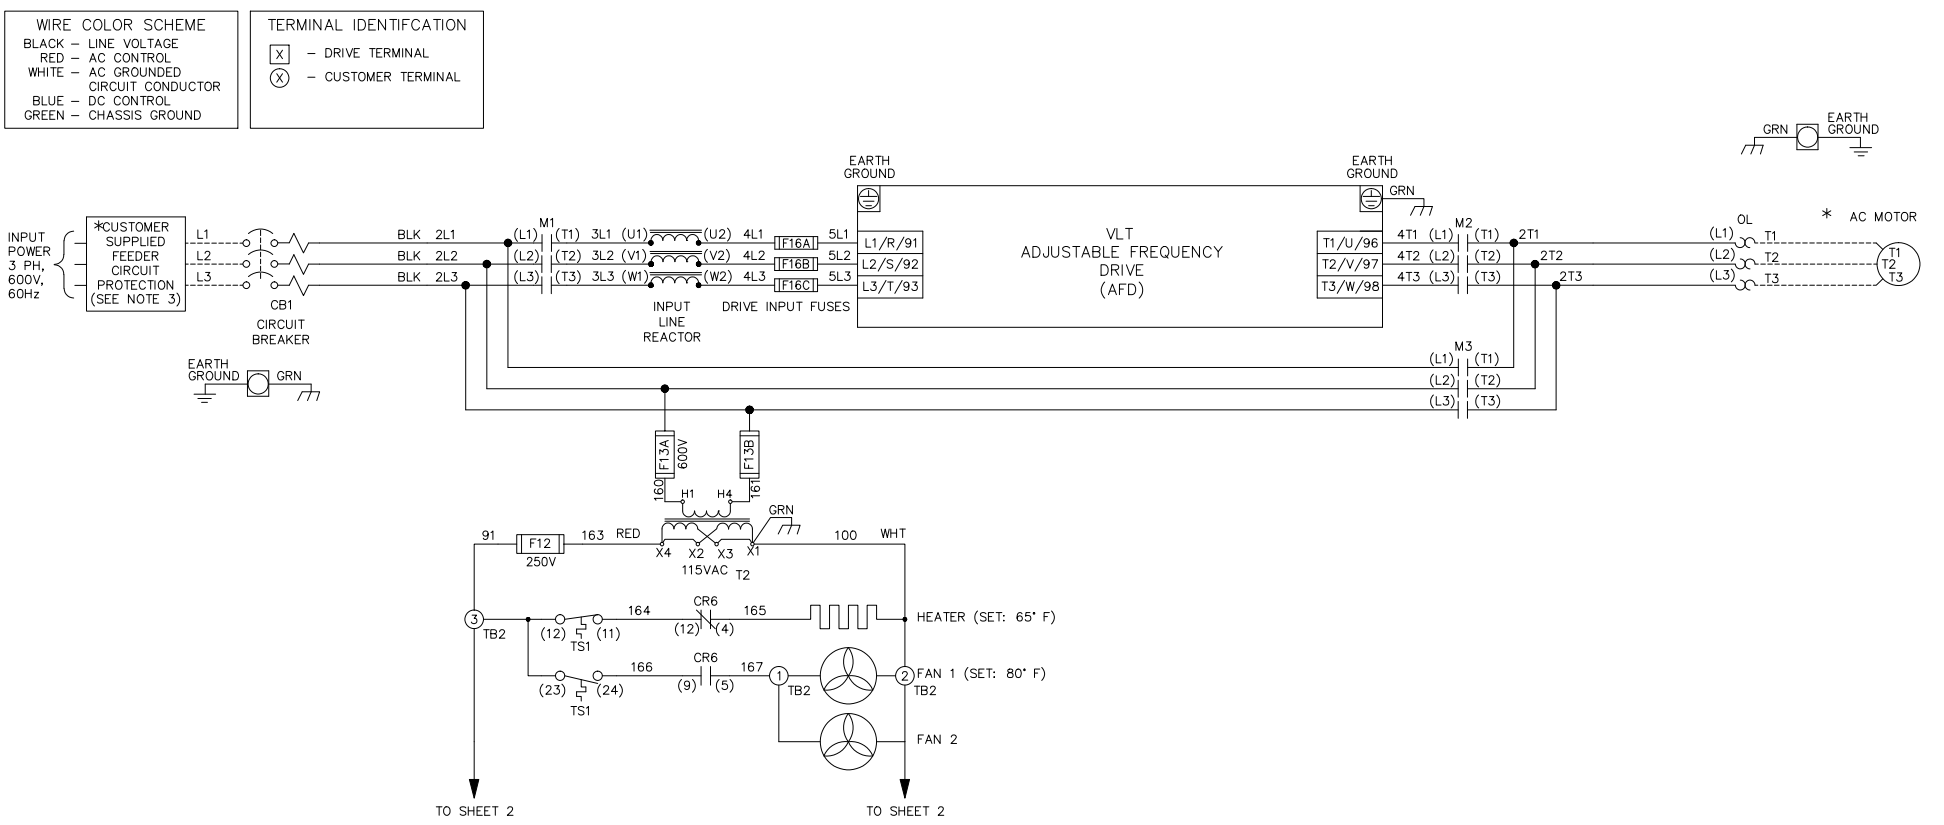 WIRE COLOR SCHEME
BLACK – LINE VOLTAGE
RED – AC CONTROL
WHITE – AC GROUNDED
CIRCUIT CONDUCTOR
BLUE – DC CONTROL
GREEN – CHASSIS GROUND
TERMINAL IDENTIFCATION
X – DRIVE TERMINAL
X – CUSTOMER TERMINAL
GRN
EARTH
GROUND
INPUT
POWER
3 PH,
600V,
60Hz
*CUSTOMER
SUPPLIED
FEEDER
CIRCUIT
PROTECTION
(SEE NOTE 3)
L1
L2
L3
CB1
CIRCUIT
BREAKER
EARTH
GROUND
GRN
BLK 2L1
BLK 2L2
BLK 2L3
M1
(L1) (T1) 3L1 (U1) (U2) 4L1 F16A 5L1
(L2) (T2) 3L2 (V1) (V2) 4L2 F16B 5L2
(L3) (T3) 3L3 (W1) (W2) 4L3 F16C 5L3
INPUT
LINE
REACTOR
DRIVE INPUT FUSES
EARTH
GROUND
L1/R/91
L2/S/92
L3/T/93
VLT
ADJUSTABLE FREQUENCY
DRIVE
(AFD)
EARTH
GROUND
GRN
T1/U/96
T2/V/97
T3/W/98
M2
4T1 (L1) (T1) 2T1
4T2 (L2) (T2) 2T2
4T3 (L3) (T3) 2T3
OL
(L1) T1
(L2) T2
(L3) T3
* AC MOTOR
T1
T2
T3
M3
(L1) (T1)
(L2) (T2)
(L3) (T3)
F13A
600V
F13B
160
161
H1 H4
GRN
91 F12 163 RED
250V
X4 X2 X3 X1
100 WHT
115VAC T2
3
TB2
(12) (11)
TS1
164
CR6
(12) (4)
165
HEATER (SET: 65° F)
(23) (24)
TS1
166
CR6
(9) (5)
167
1
TB2
2
TB2
FAN 1 (SET: 80° F)
FAN 2
TO SHEET 2
TO SHEET 2